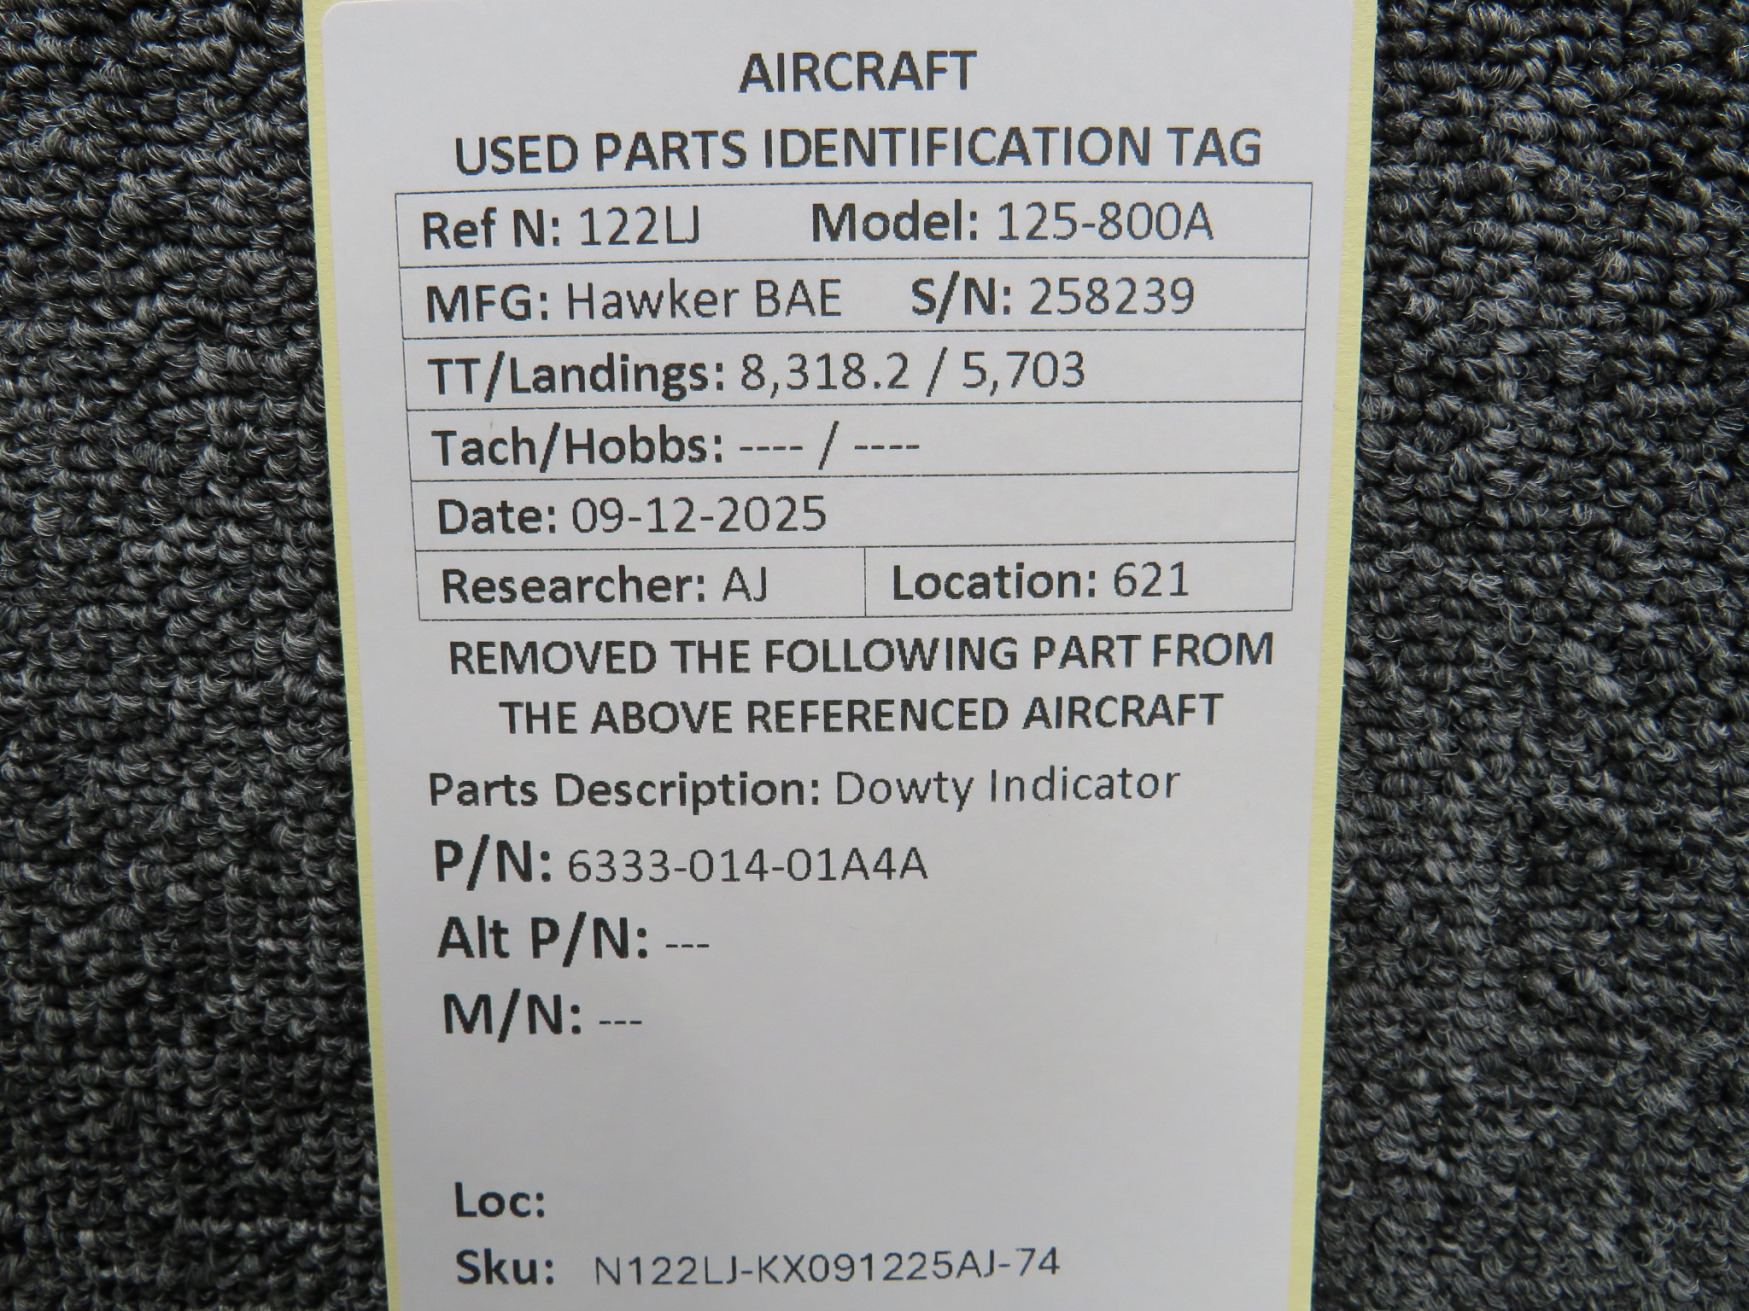 AIRCRAFT
USED PARTS IDENTIFICATION TAG
Ref N: 122LJ Model: 125-800A
MFG: Hawker BAE S/N: 258239
TT/Landings: 8,318.2 / 5,703
Tach/Hobbs: ---- / ----
Date: 09-12-2025
Researcher: AJ Location: 621
REMOVED THE FOLLOWING PART FROM
THE ABOVE REFERENCED AIRCRAFT
Parts Description: Dowty Indicator
P/N: 6333-014-01A4A
Alt P/N: ---
M/N: ---
Loc:
Sku: N122LJ-KX091225AJ-74